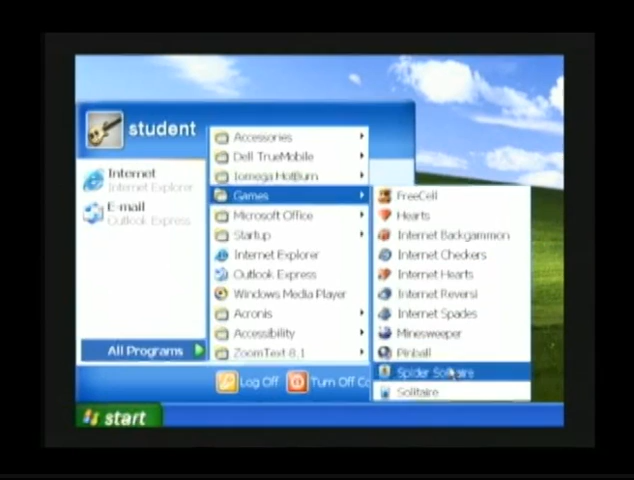 student
Internet
Internet Explorer
E-mail
Outlook Express
All Programs
Accessories
Dell TrueMobile
Iomega HotBurn
Games
Microsoft Office
Startup
Internet Explorer
Outlook Express
Windows Media Player
Acronis
Accessibility
ZoomText 8.1
FreeCell
Hearts
Internet Backgammon
Internet Checkers
Internet Hearts
Internet Reversi
Internet Spades
Minesweeper
Pinball
Spider Solitaire
Solitaire
Log Off
Turn Off Co
start